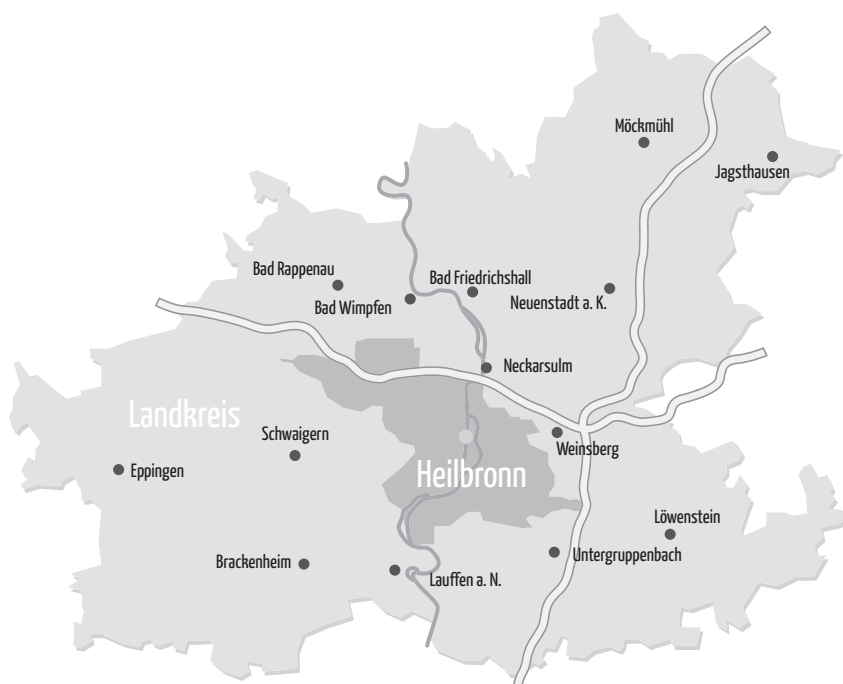 Möckmühl
Jagsthausen
Bad Rappenau
Bad Friedrichshall
Bad Wimpfen
Neuenstadt a. K.
Neckarsulm
Landkreis
Schwaigern
Weinsberg
Eppingen
Heilbronn
Löwenstein
Untergruppenbach
Brackenheim
Lauffen a. N.